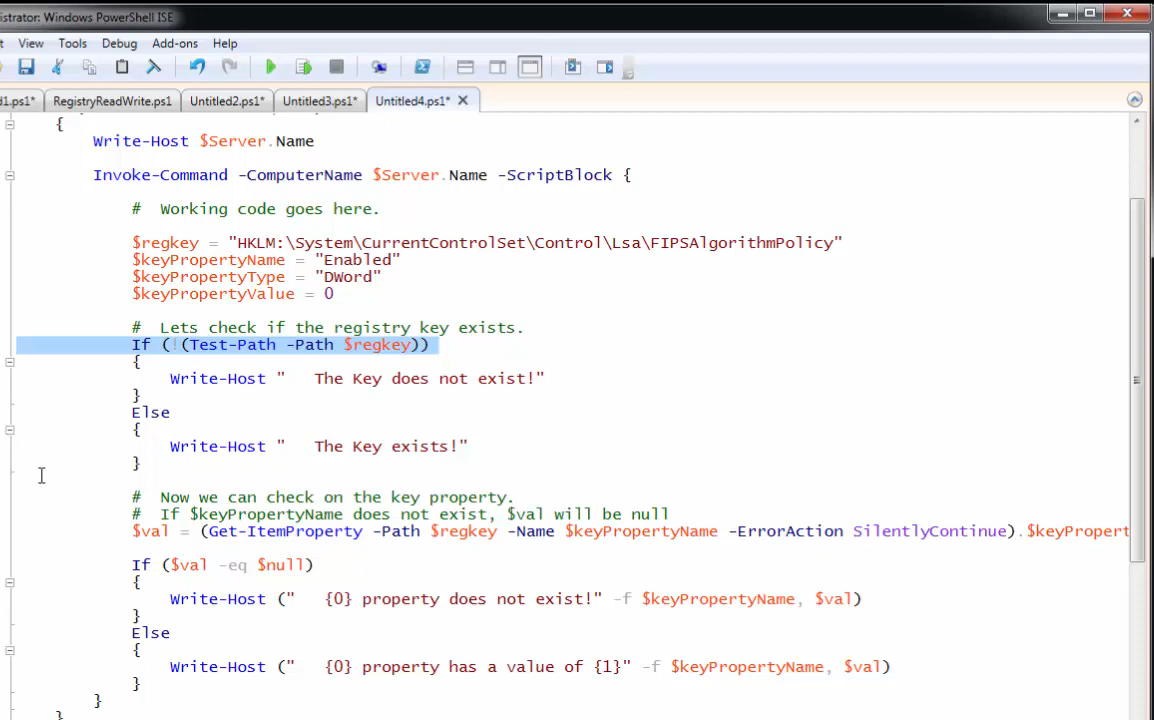 istrator: Windows PowerShell ISE
t View Tools Debug Add-ons Help
d1.ps1* RegistryReadWrite.ps1 Untitled2.ps1* Untitled3.ps1* Untitled4.ps1*
{
Write-Host $Server.Name
Invoke-Command -ComputerName $Server.Name -ScriptBlock {
# Working code goes here.
$regkey = "HKLM:\System\CurrentControlSet\Control\Lsa\FIPSAlgorithmPolicy"
$keyPropertyName = "Enabled"
$keyPropertyType = "DWord"
$keyPropertyValue = 0
# Lets check if the registry key exists.
If (!(Test-Path -Path $regkey))
{
Write-Host "   The Key does not exist!"
}
Else
{
Write-Host "   The Key exists!"
}
# Now we can check on the key property.
# If $keyPropertyName does not exist, $val will be null
$val = (Get-ItemProperty -Path $regkey -Name $keyPropertyName -ErrorAction SilentlyContinue).$keyPropert
If ($val -eq $null)
{
Write-Host ("   {0} property does not exist!" -f $keyPropertyName, $val)
}
Else
{
Write-Host ("   {0} property has a value of {1}" -f $keyPropertyName, $val)
}
}
}